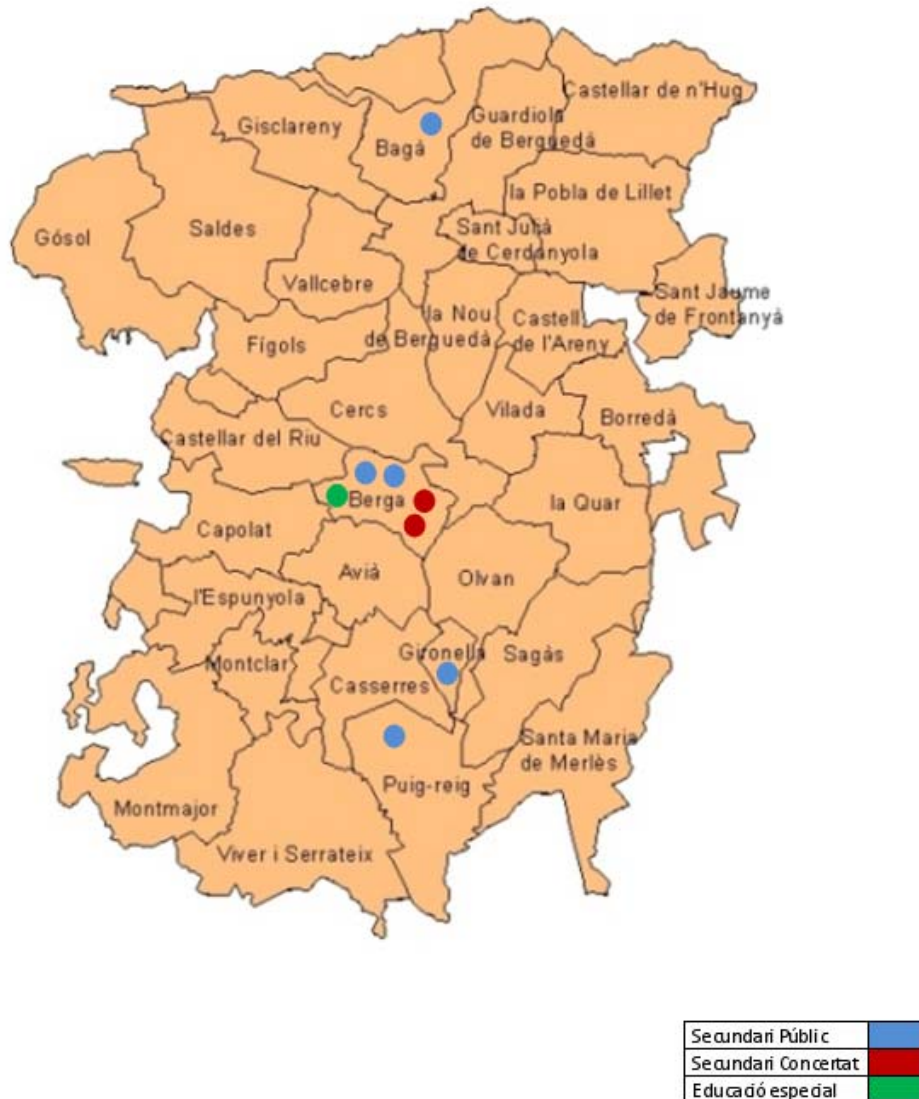 Castellar de n'Hug
Guardiola
de Berguedà
Gisclareny
Bagà
la Pobla de Lillet
Sant Julià
de Cerdanyola
Gósol
Saldes
Vallcebre
Sant Jaume
de Frontanyà
la Nou
de Berguedà
Castell
de l'Areny
Fígols
Cercs
Vilada
Borredà
Castellar del Riu
Berga
la Quar
Capolat
Avià
Olvan
l'Espunyola
Gironella
Sagàs
Montclar
Casserres
Santa Maria
de Merlès
Puig-reig
Montmajor
Viver i Serrateix
Secundari Públic
Secundari Concertat
Educació especial